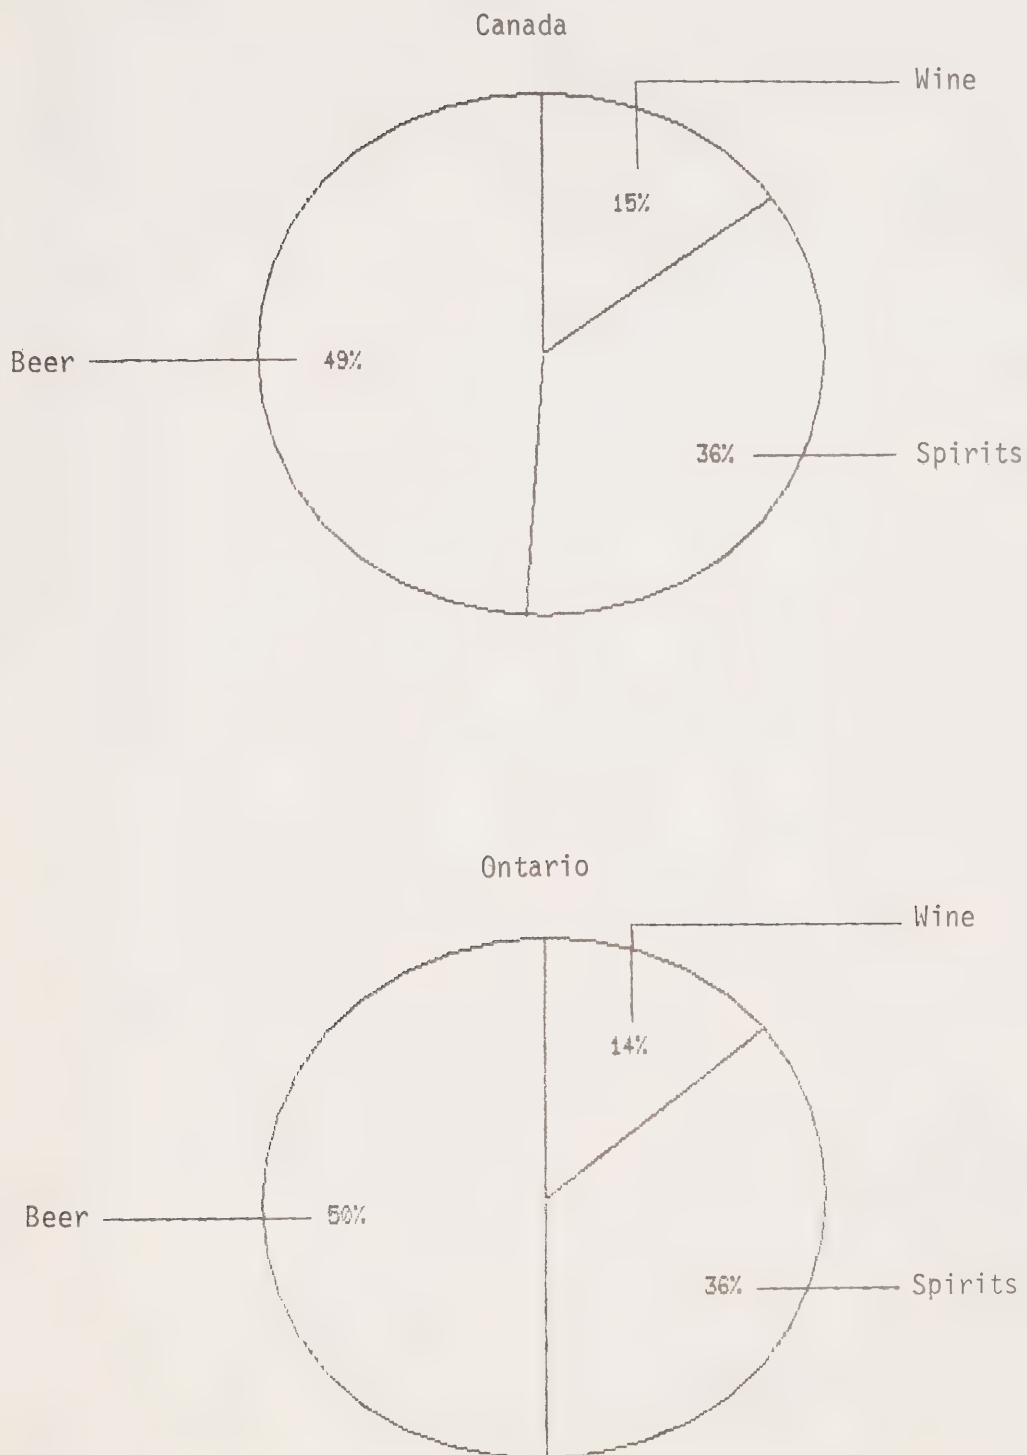 Canada
Wine
15%
Beer
49%
36%
Spirits
Ontario
Wine
14%
Beer
50%
36%
Spirits